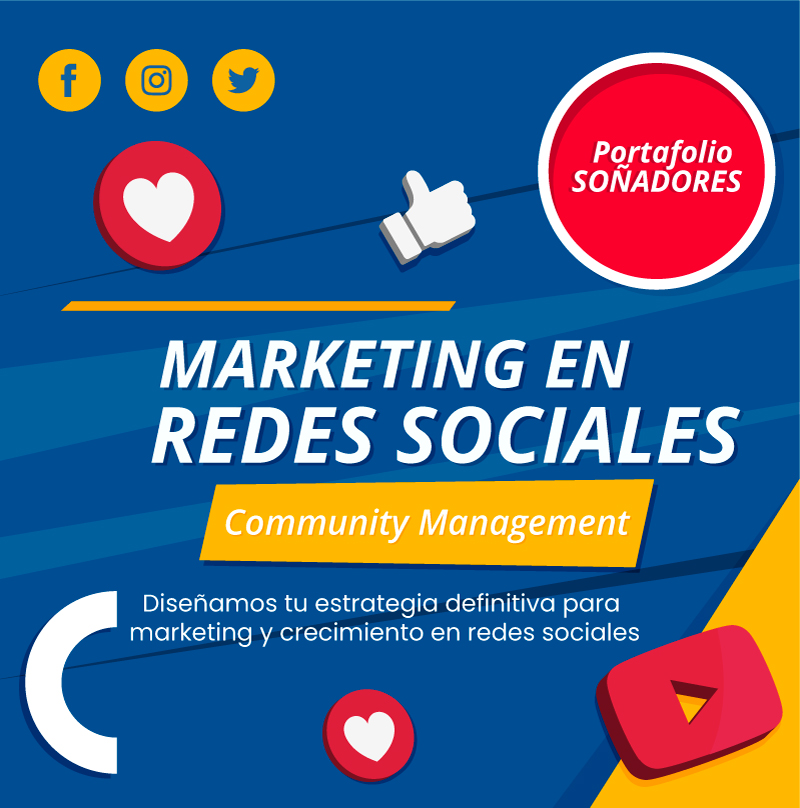 Portafolio
SOÑADORES
MARKETING EN
REDES SOCIALES
Community Management
Diseñamos tu estrategia definitiva para
marketing y crecimiento en redes sociales